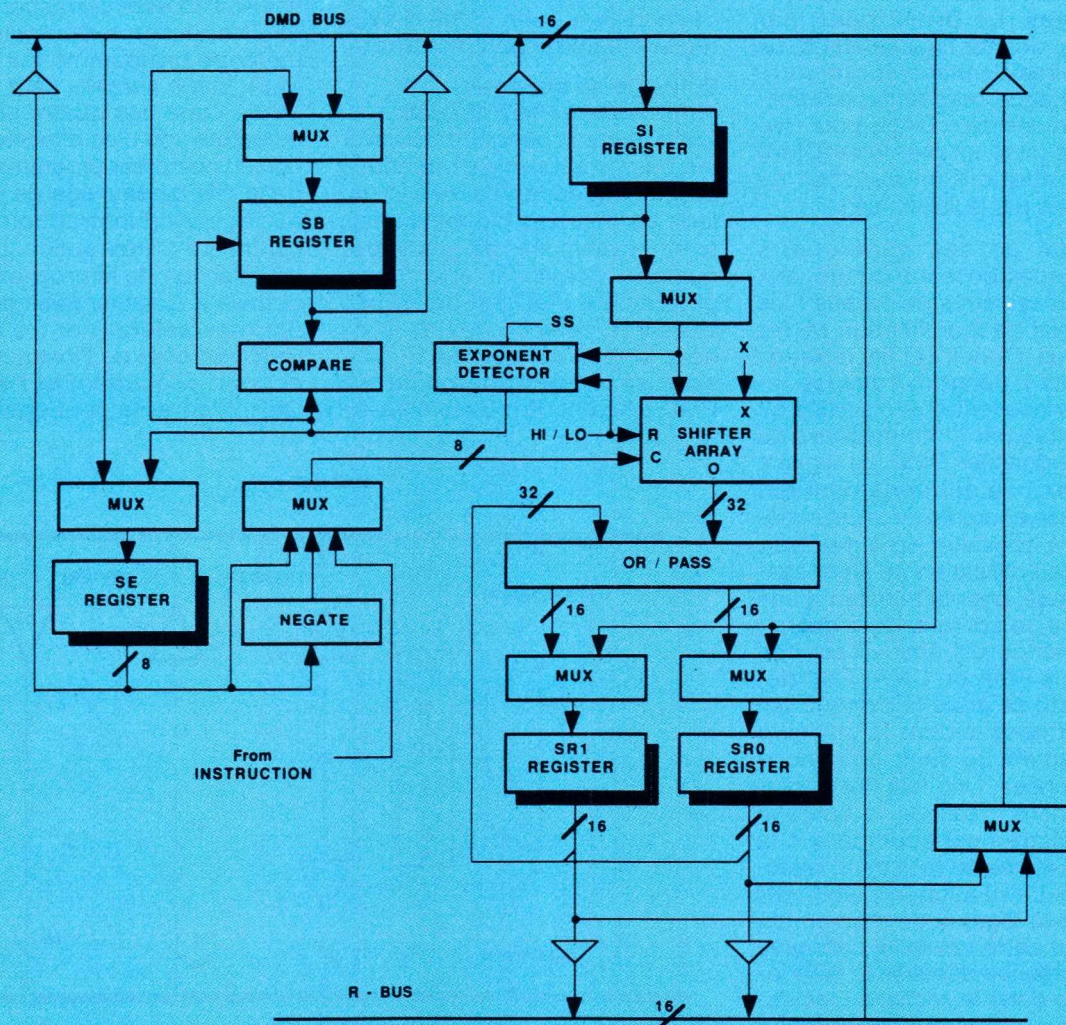 DMD BUS
16
MUX
SI
REGISTER
SB
REGISTER
MUX
SS
X
COMPARE
EXPONENT
DETECTOR
I X
HI / LO
R SHIFTER
ARRAY
C
O
8
MUX
MUX
32
32
OR / PASS
SE
REGISTER
NEGATE
16
16
8
MUX
MUX
From
INSTRUCTION
SR1
REGISTER
SR0
REGISTER
16
16
MUX
R - BUS
16